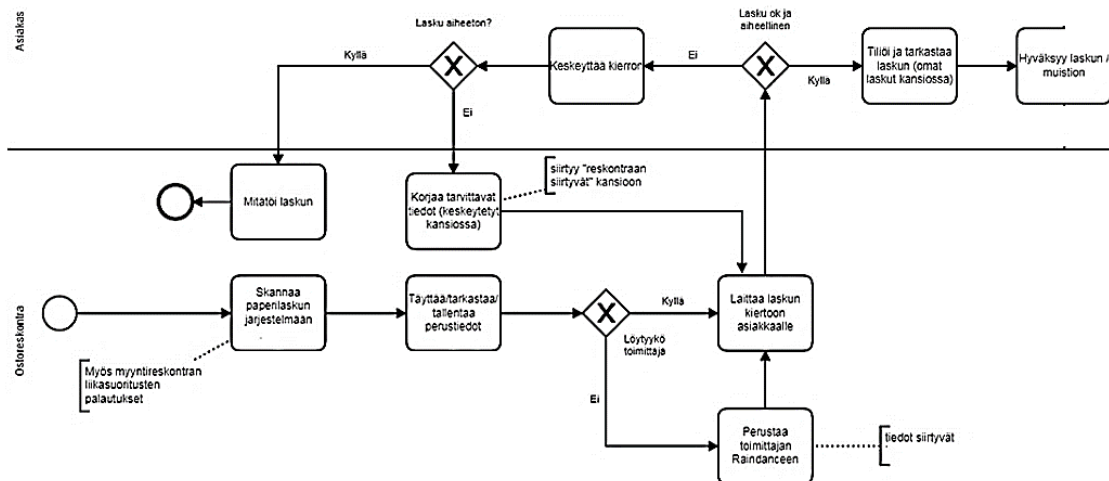 Asiakas
Lasku aiheeton?
Kyllä
Ei
Keskeyttää kierron
Ei
Lasku ok ja
aiheellinen
Kyllä
Tiliöi ja tarkastaa
laskun (omat
laskut kansiossa)
Hyväksyy laskun /
muistion
Ostoreskontra
Mitätöi laskun
Korjaa tarvittavat
tiedot (keskeytetyt
kansiossa)
siirtyy "reskontraan
siirtyvät" kansioon
Skannaa
paperilaskun
järjestelmään
Täyttää/tarkastaa/
tallentaa
perustiedot
Kyllä
Löytyykö
toimittaja
Ei
Laittaa laskun
kiertoon
asiakkaalle
Myös myyntireskontran
liikasuoritusten
palautukset
Perustaa
toimittajan
Raindanceen
tiedot siirtyvät